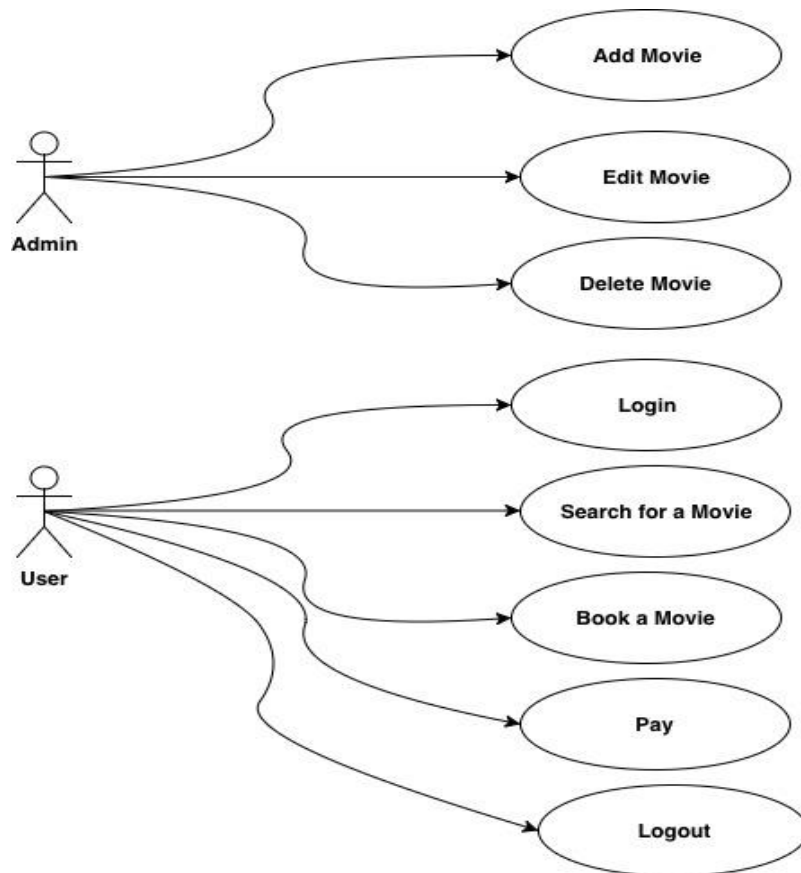 Add Movie
Edit Movie
Admin
Delete Movie
Login
Search for a Movie
User
Book a Movie
Pay
Logout